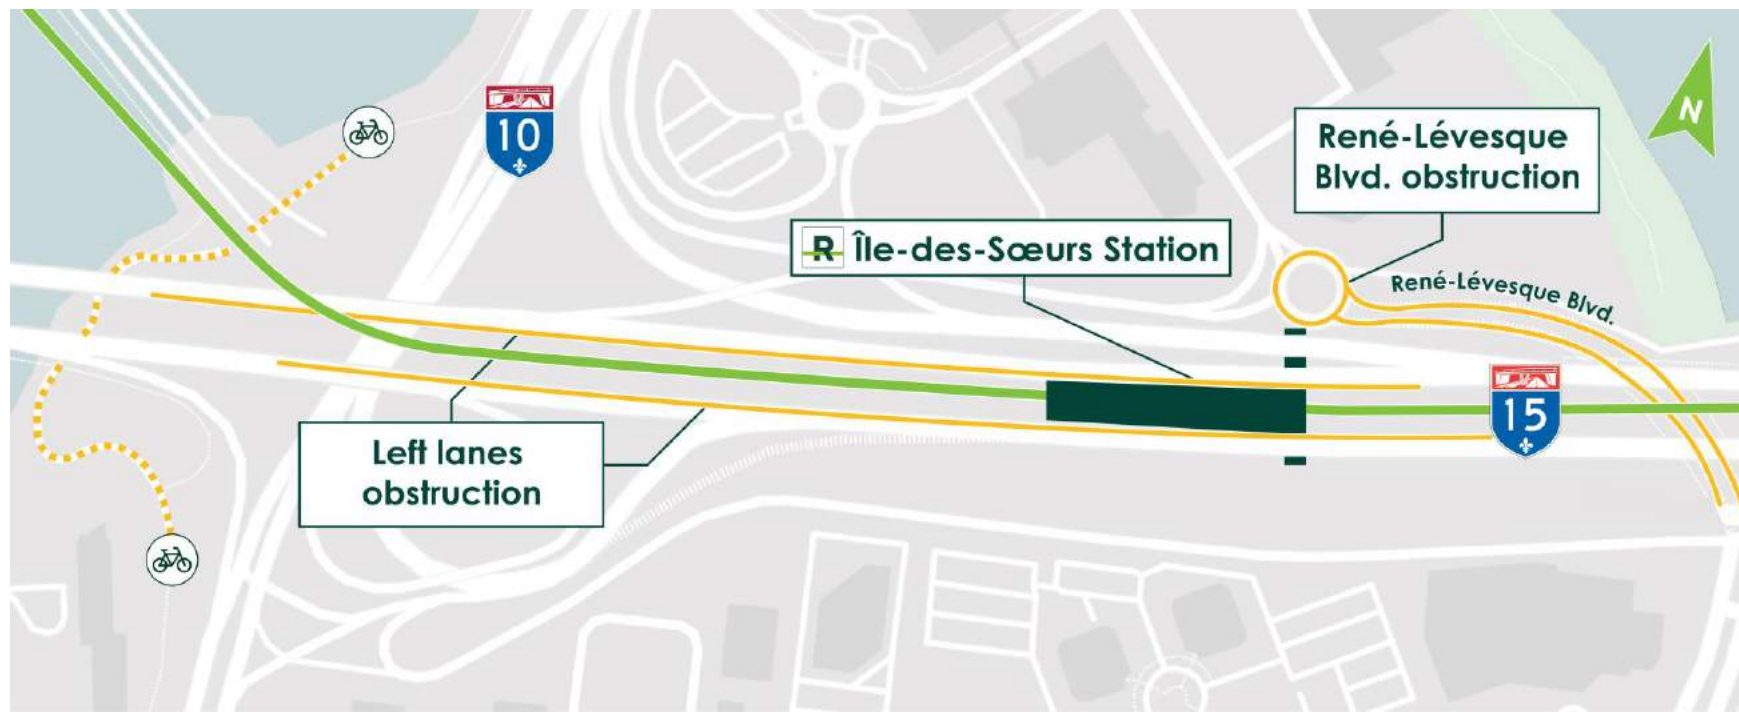 10
N
René-Lévesque
Blvd. obstruction
R Île-des-Sœurs Station
René-Lévesque Blvd.
15
Left lanes
obstruction